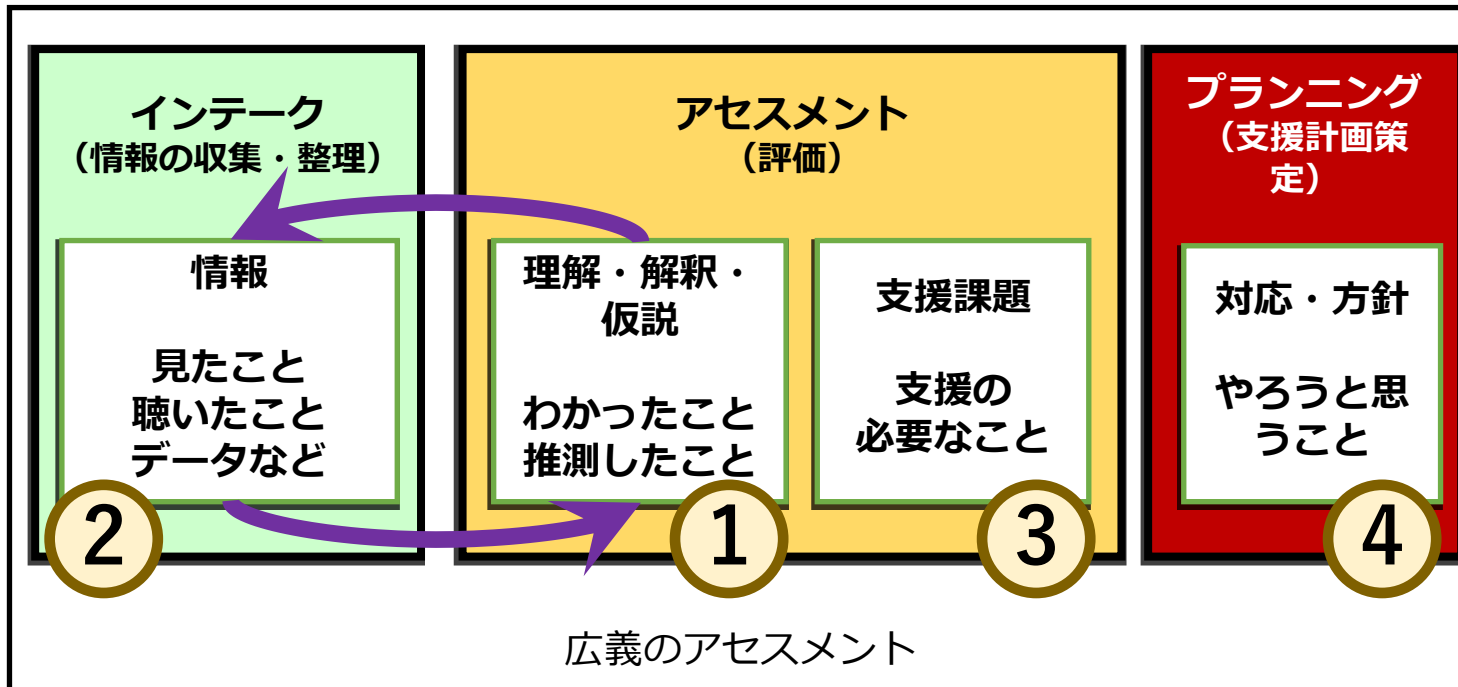 インテーク
（情報の収集・整理）
情報
見たこと
聴いたこと
データなど
②
アセスメント
（評価）
理解・解釈・
仮説
わかったこと
推測したこと
①
支援課題
支援の
必要なこと
③
プランニング
（支援計画策
定）
対応・方針
やろうと思
うこと
④
広義のアセスメント